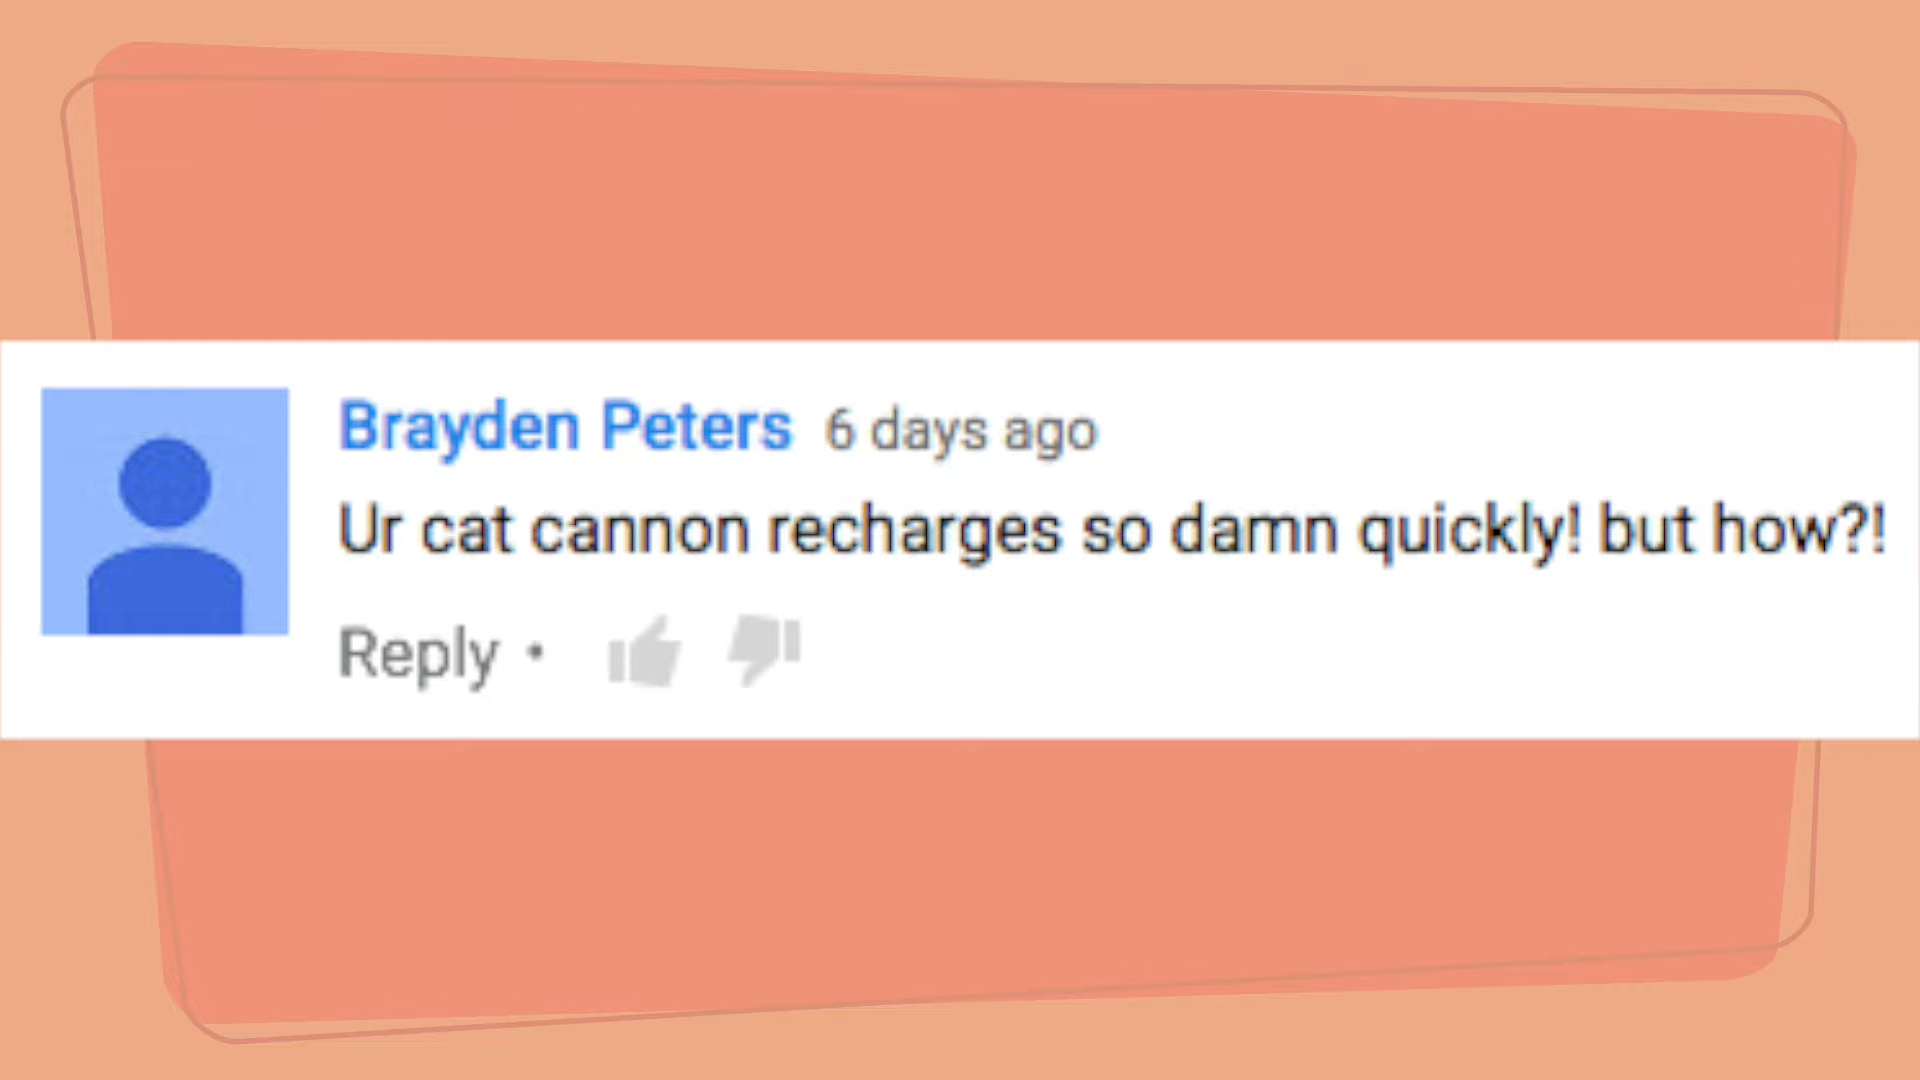 Brayden Peters 6 days ago
Ur cat cannon recharges so damn quickly! but how?!
Reply •